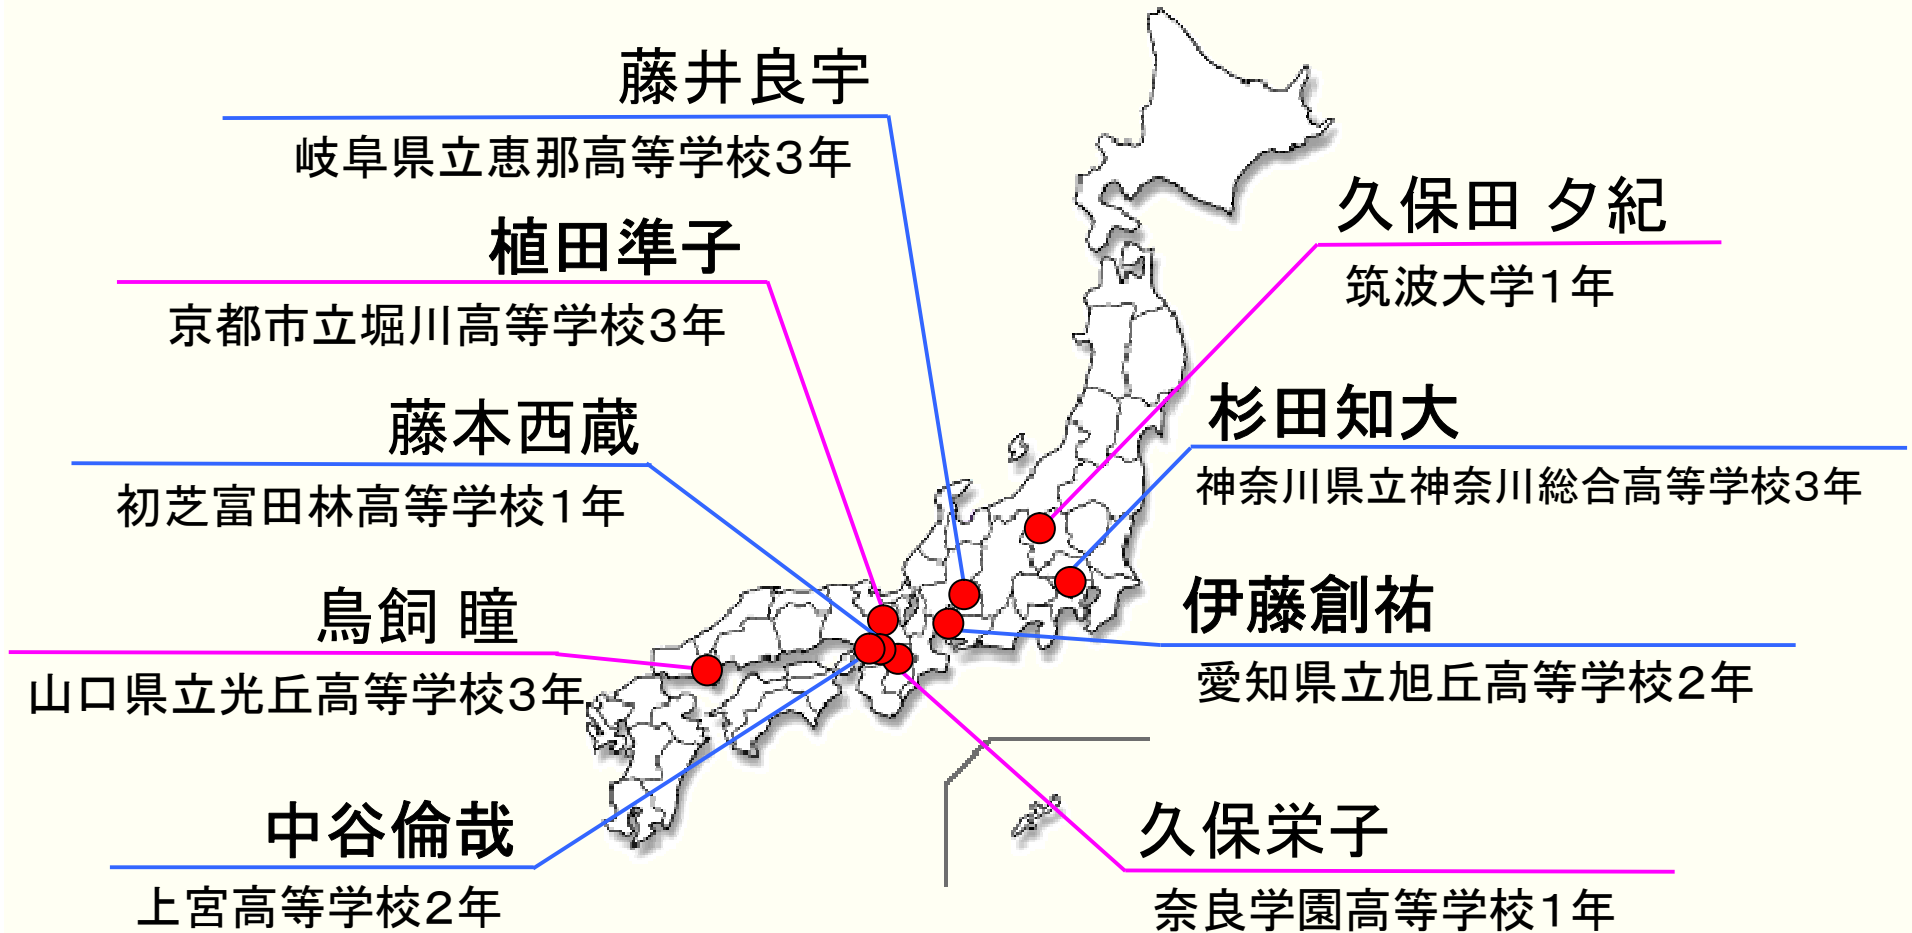 藤井良宇
岐阜県立恵那高等学校3年
植田準子
京都市立堀川高等学校3年
藤本西蔵
初芝富田林高等学校1年
鳥飼 瞳
山口県立光丘高等学校3年
中谷倫哉
上宮高等学校2年
久保田 夕紀
筑波大学1年
杉田知大
神奈川県立神奈川総合高等学校3年
伊藤創祐
愛知県立旭丘高等学校2年
久保栄子
奈良学園高等学校1年